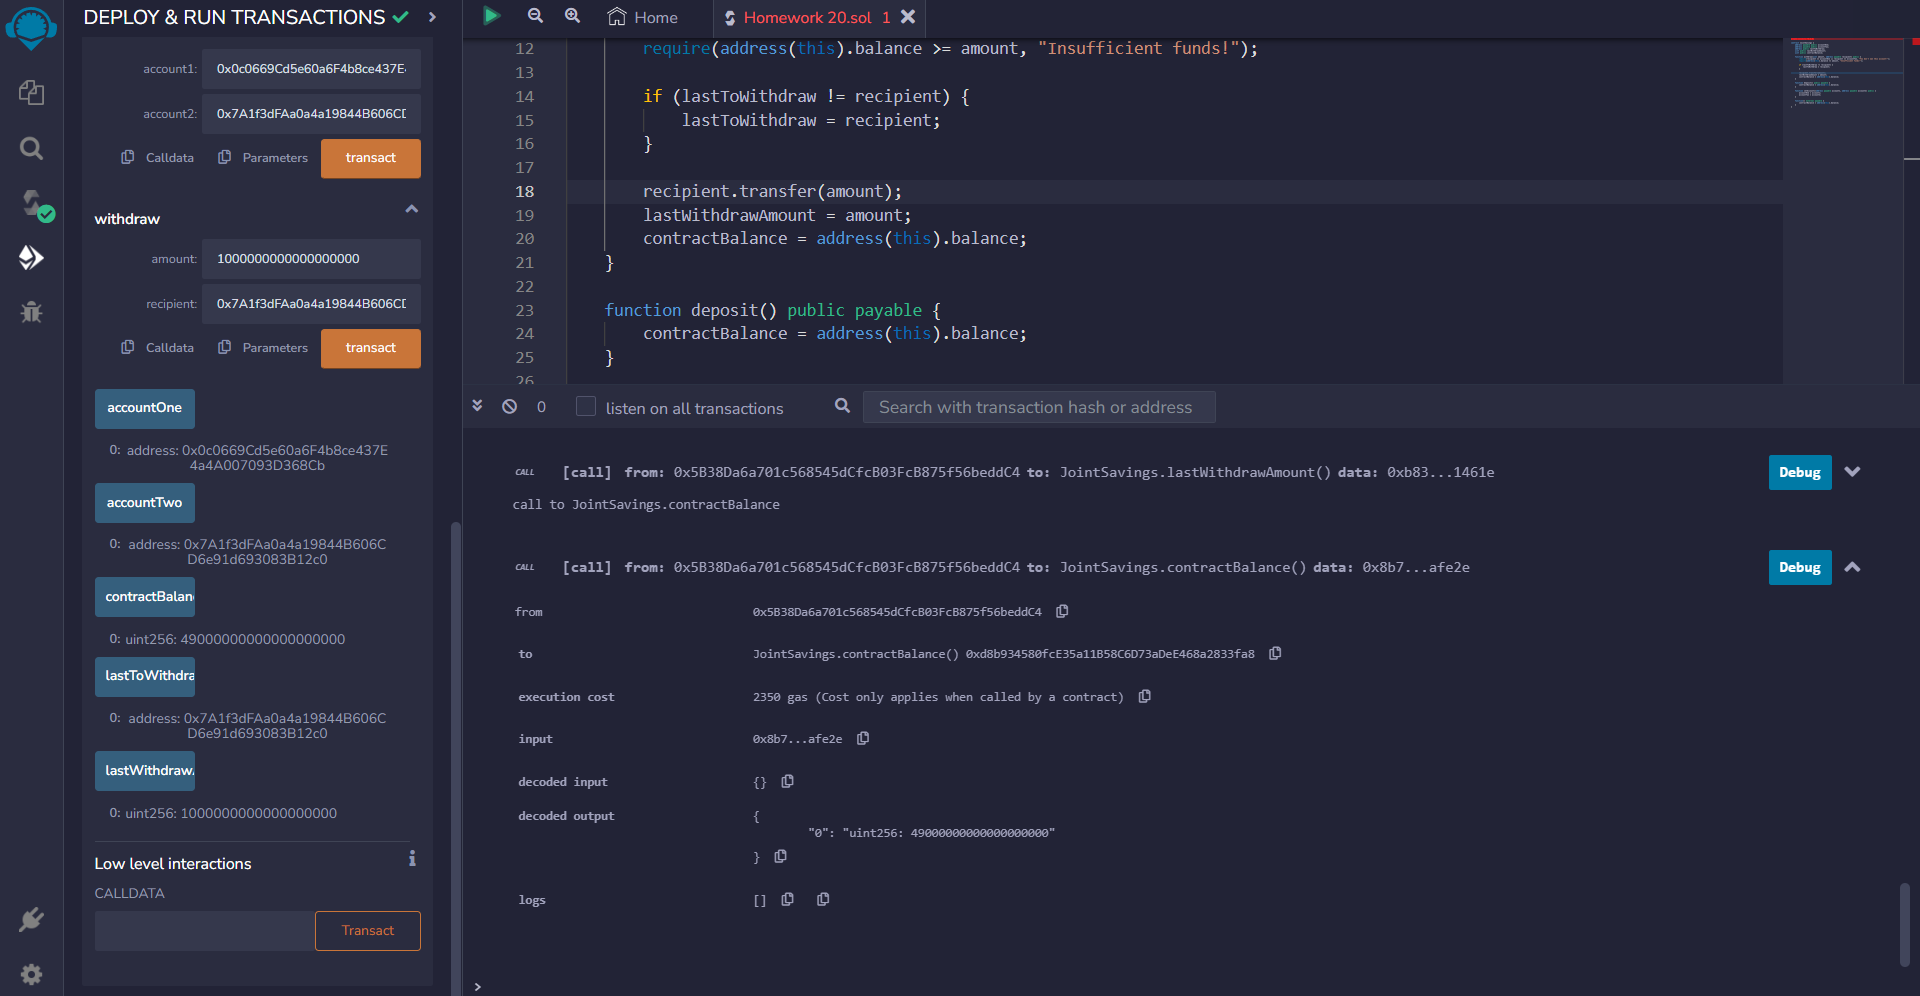 DEPLOY & RUN TRANSACTIONS
account1: 0x0c0669Cd5e60a6F4b8ce437E
account2: 0x7A1f3dFAa0a4a19844B606CD
Calldata Parameters transact
withdraw
amount: 1000000000000000000
recipient: 0x7A1f3dFAa0a4a19844B606CD
Calldata Parameters transact
accountOne
0: address: 0x0c0669Cd5e60a6F4b8ce437E
4a4A007093D368Cb
accountTwo
0: address: 0x7A1f3dFAa0a4a19844B606C
D6e91d693083B12c0
contractBalan
0: uint256: 49000000000000000000
lastToWithdra
0: address: 0x7A1f3dFAa0a4a19844B606C
D6e91d693083B12c0
lastWithdraw
0: uint256: 1000000000000000000
Low level interactions
CALLDATA
Transact
Home Homework 20.sol 1
12 require(address(this).balance >= amount, "Insufficient funds!");
13
14 if (lastToWithdraw != recipient) {
15 lastToWithdraw = recipient;
16 }
17
18 recipient.transfer(amount);
19 lastWithdrawAmount = amount;
20 contractBalance = address(this).balance;
21 }
22
23 function deposit() public payable {
24 contractBalance = address(this).balance;
25 }
26
0 listen on all transactions Search with transaction hash or address
CALL [call] from: 0x5B38Da6a701c568545dCfcB03FcB875f56beddC4 to: JointSavings.lastWithdrawAmount() data: 0xb83...1461e Debug
call to JointSavings.contractBalance
CALL [call] from: 0x5B38Da6a701c568545dCfcB03FcB875f56beddC4 to: JointSavings.contractBalance() data: 0x8b7...afe2e Debug
from 0x5B38Da6a701c568545dCfcB03FcB875f56beddC4
to JointSavings.contractBalance() 0xd8b934580fcE35a11B58C6D73aDeE468a2833fa8
execution cost 2350 gas (Cost only applies when called by a contract)
input 0x8b7...afe2e
decoded input {}
decoded output {
"0": "uint256: 49000000000000000000"
}
logs []
>